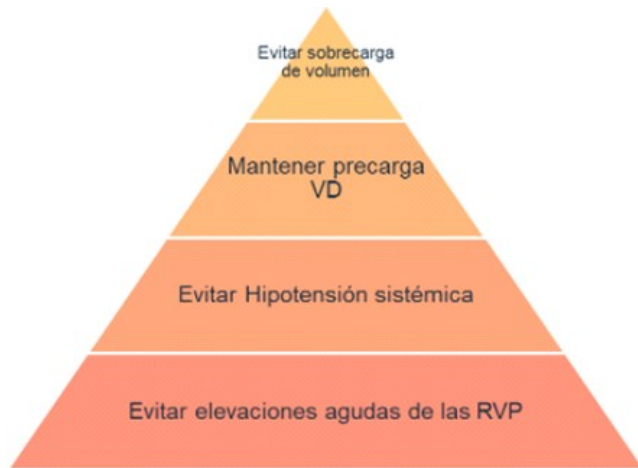 Evitar sobrecarga
de volumen
Mantener precarga
VD
Evitar Hipotensión sistémica
Evitar elevaciones agudas de las RVP